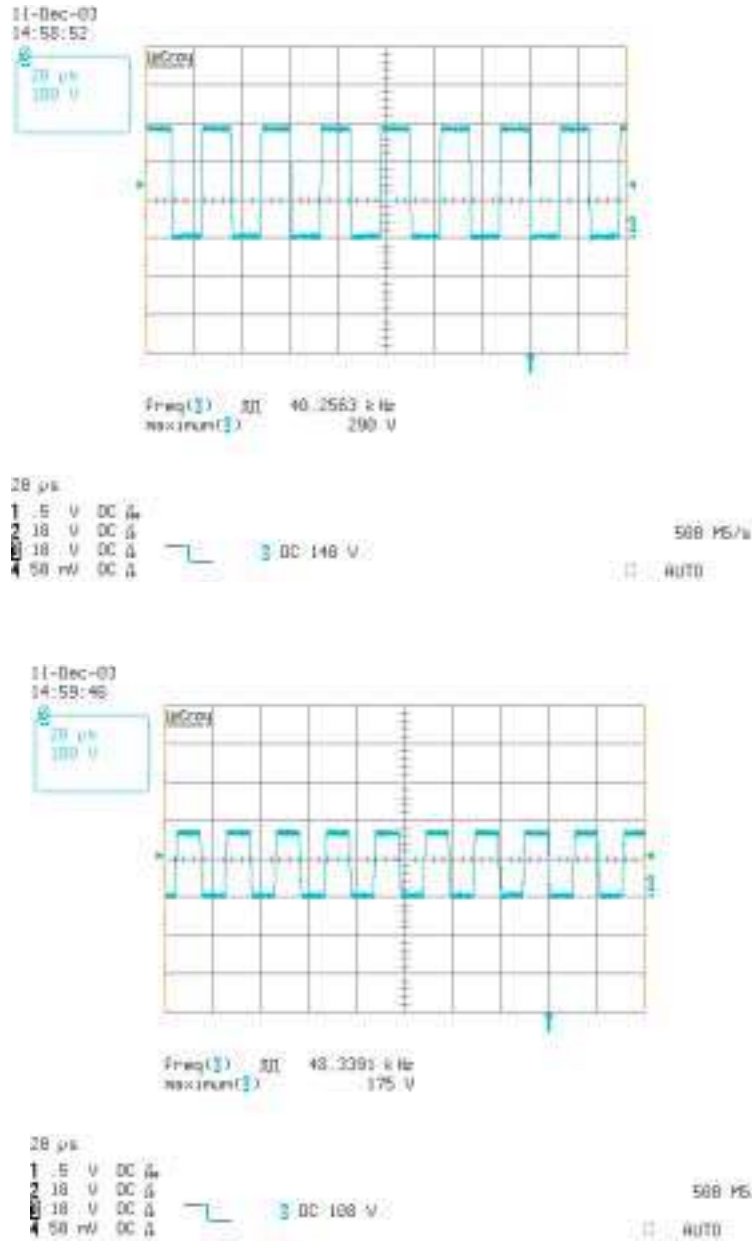 11-Dec-03
14:58:52
LeCroy
20 µs
100 V
freq(3) 40.2563 kHz
maximum(3) 290 V
20 µs
1 .5 V DC
2 10 V DC
3 10 V DC
4 50 mV DC
3 DC 148 V
500 MS/s
AUTO
11-Dec-03
14:59:46
LeCroy
20 µs
100 V
freq(3) 48.3391 kHz
maximum(3) 175 V
20 µs
1 .5 V DC
2 10 V DC
3 10 V DC
4 50 mV DC
3 DC 108 V
500 MS
AUTO